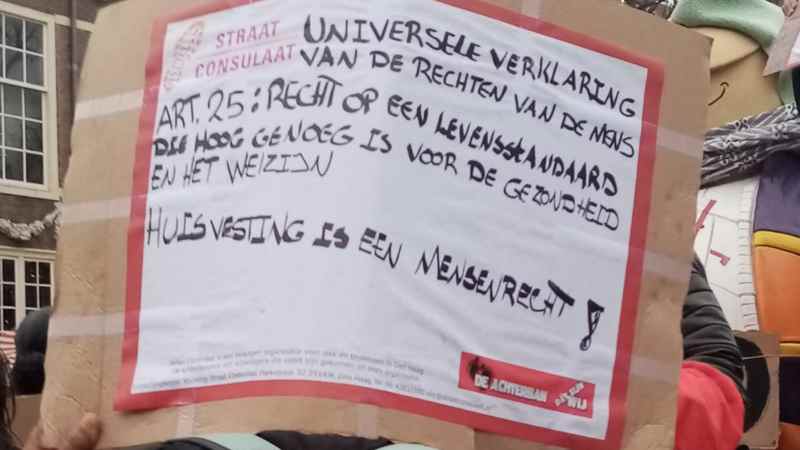 STRAAT
CONSULAAT
UNIVERSELE VERKLARING
VAN DE RECHTEN VAN DE MENS
ART. 25: RECHT OP EEN LEVENSSTANDAARD
DIE HOOG GENOEG IS VOOR DE GEZONDHEID
EN HET WELZIJN
HUISVESTING IS EEN MENSENRECHT!
DE ACHTERBAN
WIJ